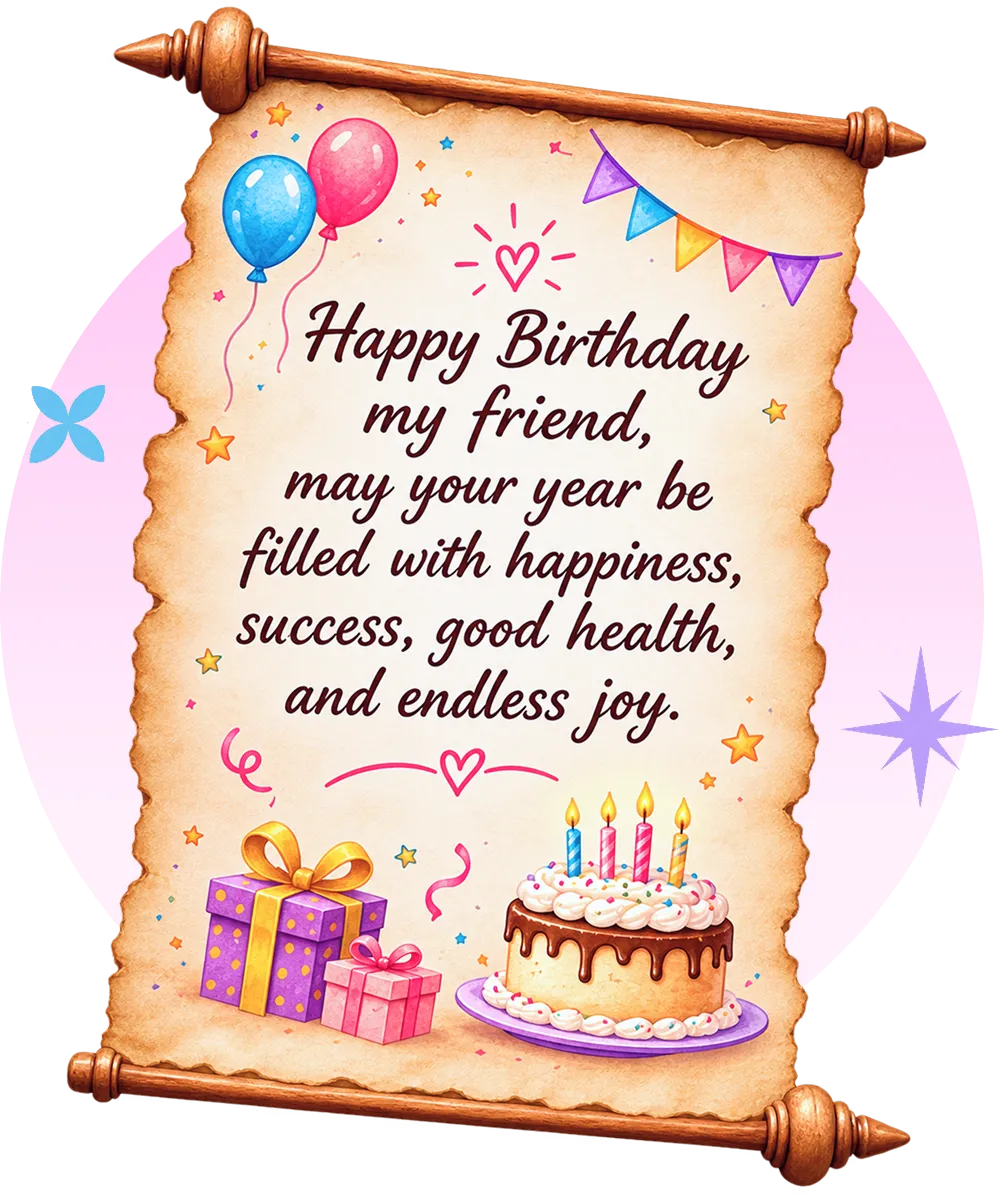 Happy Birthday
my friend,
may your year be
filled with happiness,
success, good health,
and endless joy.